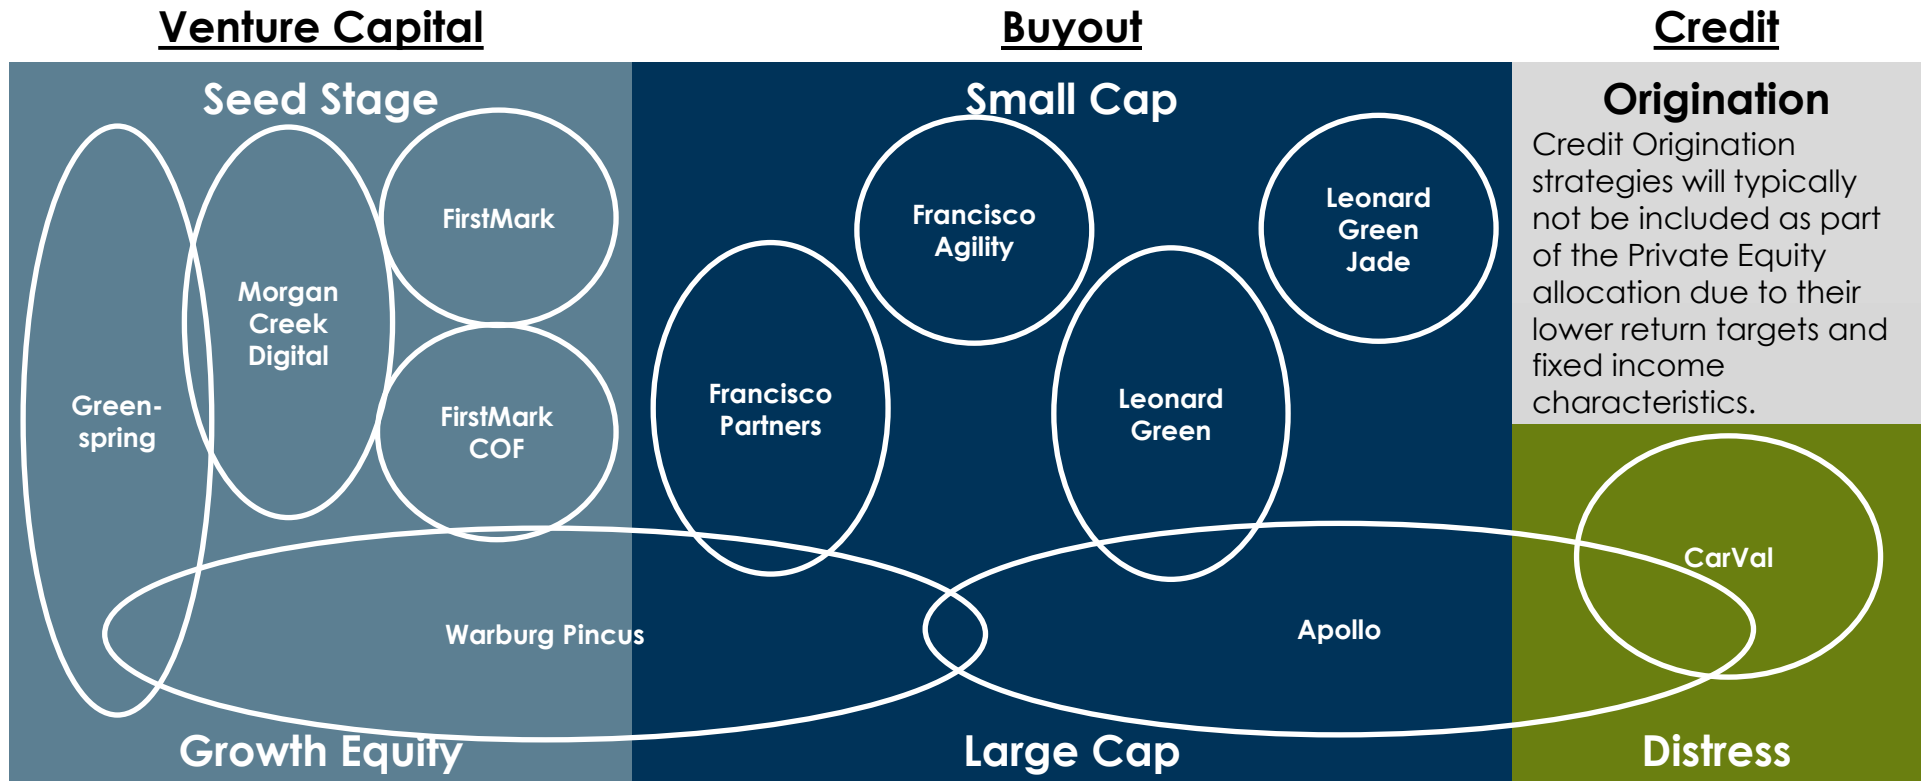 Venture Capital
Buyout
Credit
Seed Stage
Small Cap
Origination
Credit Origination
strategies will typically
not be included as part
of the Private Equity
allocation due to their
lower return targets and
fixed income
characteristics.
FirstMark
Francisco
Agility
Leonard
Green
Jade
Morgan
Creek
Digital
Green-
spring
FirstMark
COF
Francisco
Partners
Leonard
Green
CarVal
Warburg Pincus
Apollo
Growth Equity
Large Cap
Distress